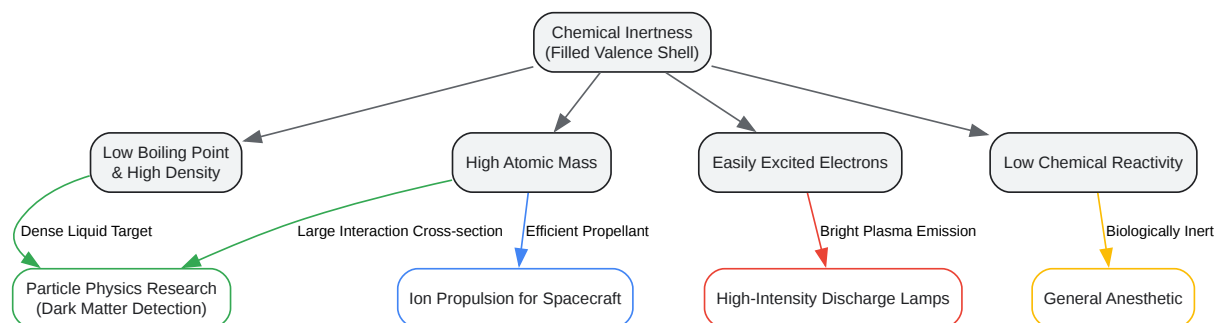 Chemical Inertness
(Filled Valence Shell)
Low Boiling Point
& High Density
High Atomic Mass
Easily Excited Electrons
Low Chemical Reactivity
Dense Liquid Target
Large Interaction Cross-section
Efficient Propellant
Bright Plasma Emission
Biologically Inert
Particle Physics Research
(Dark Matter Detection)
Ion Propulsion for Spacecraft
High-Intensity Discharge Lamps
General Anesthetic